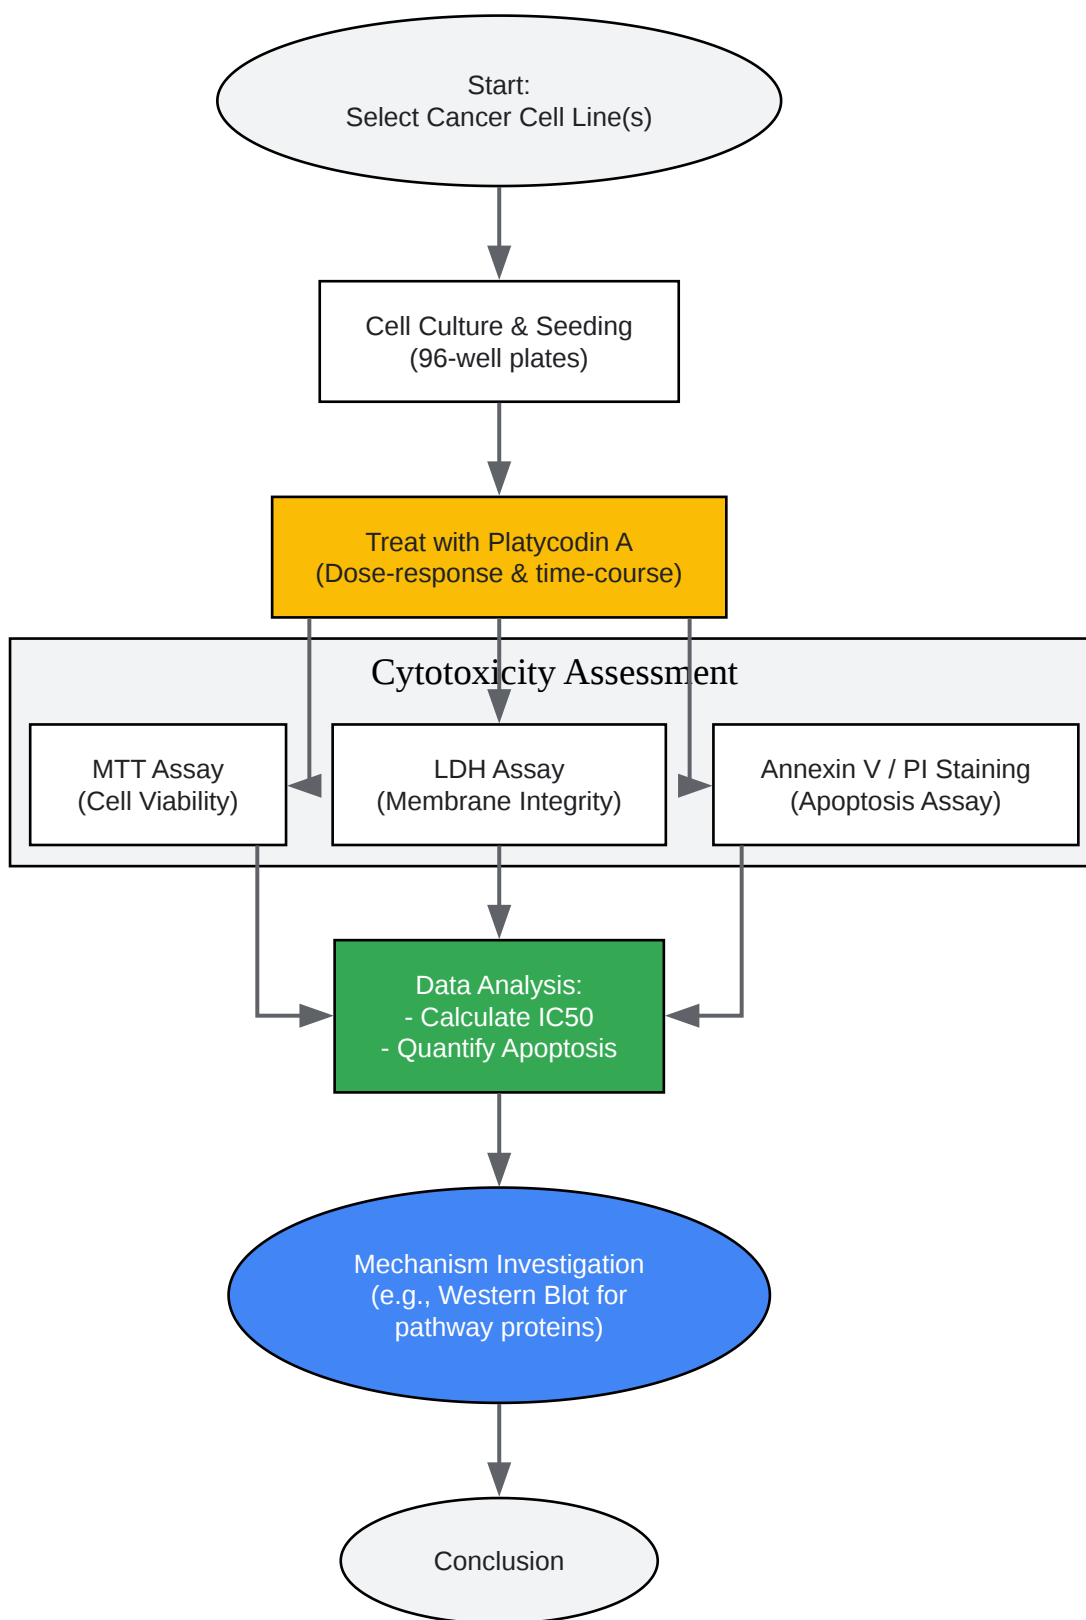 Start:
Select Cancer Cell Line(s)
Cell Culture & Seeding
(96-well plates)
Treat with Platycodin A
(Dose-response & time-course)
Cytotoxicity Assessment
MTT Assay
(Cell Viability)
LDH Assay
(Membrane Integrity)
Annexin V / PI Staining
(Apoptosis Assay)
Data Analysis:
- Calculate IC50
- Quantify Apoptosis
Mechanism Investigation
(e.g., Western Blot for
pathway proteins)
Conclusion